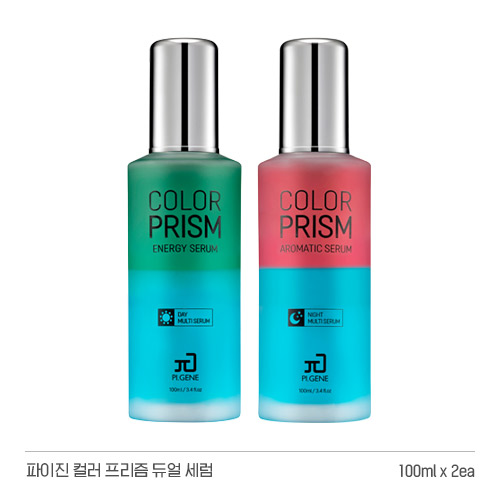 COLOR
PRISM
ENERGY SERUM
DAY
MULTI SERUM
PI.GENE
100ml / 3.4 fl.oz
COLOR
PRISM
AROMATIC SERUM
NIGHT
MULTI SERUM
PI.GENE
100ml / 3.4 fl.oz
파이진 컬러 프리즘 듀얼 세럼
100ml x 2ea